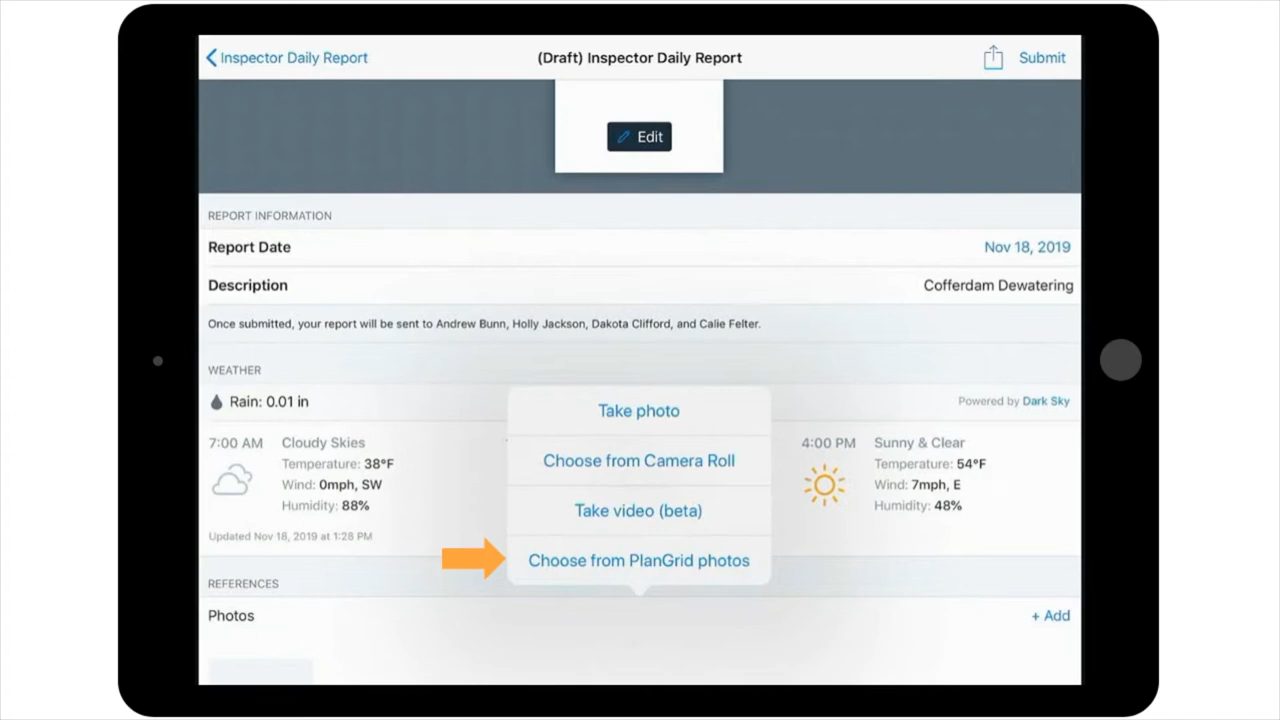 Inspector Daily Report
(Draft) Inspector Daily Report
Submit
Edit
REPORT INFORMATION
Report Date
Nov 18, 2019
Description
Cofferdam Dewatering
Once submitted, your report will be sent to Andrew Bunn, Holly Jackson, Dakota Clifford, and Calie Felter.
WEATHER
Rain: 0.01 in
Powered by Dark Sky
7:00 AM
Cloudy Skies
Temperature: 38°F
Wind: 0mph, SW
Humidity: 88%
4:00 PM
Sunny & Clear
Temperature: 54°F
Wind: 7mph, E
Humidity: 48%
Updated Nov 18, 2019 at 1:28 PM
Take photo
Choose from Camera Roll
Take video (beta)
Choose from PlanGrid photos
REFERENCES
Photos
+ Add